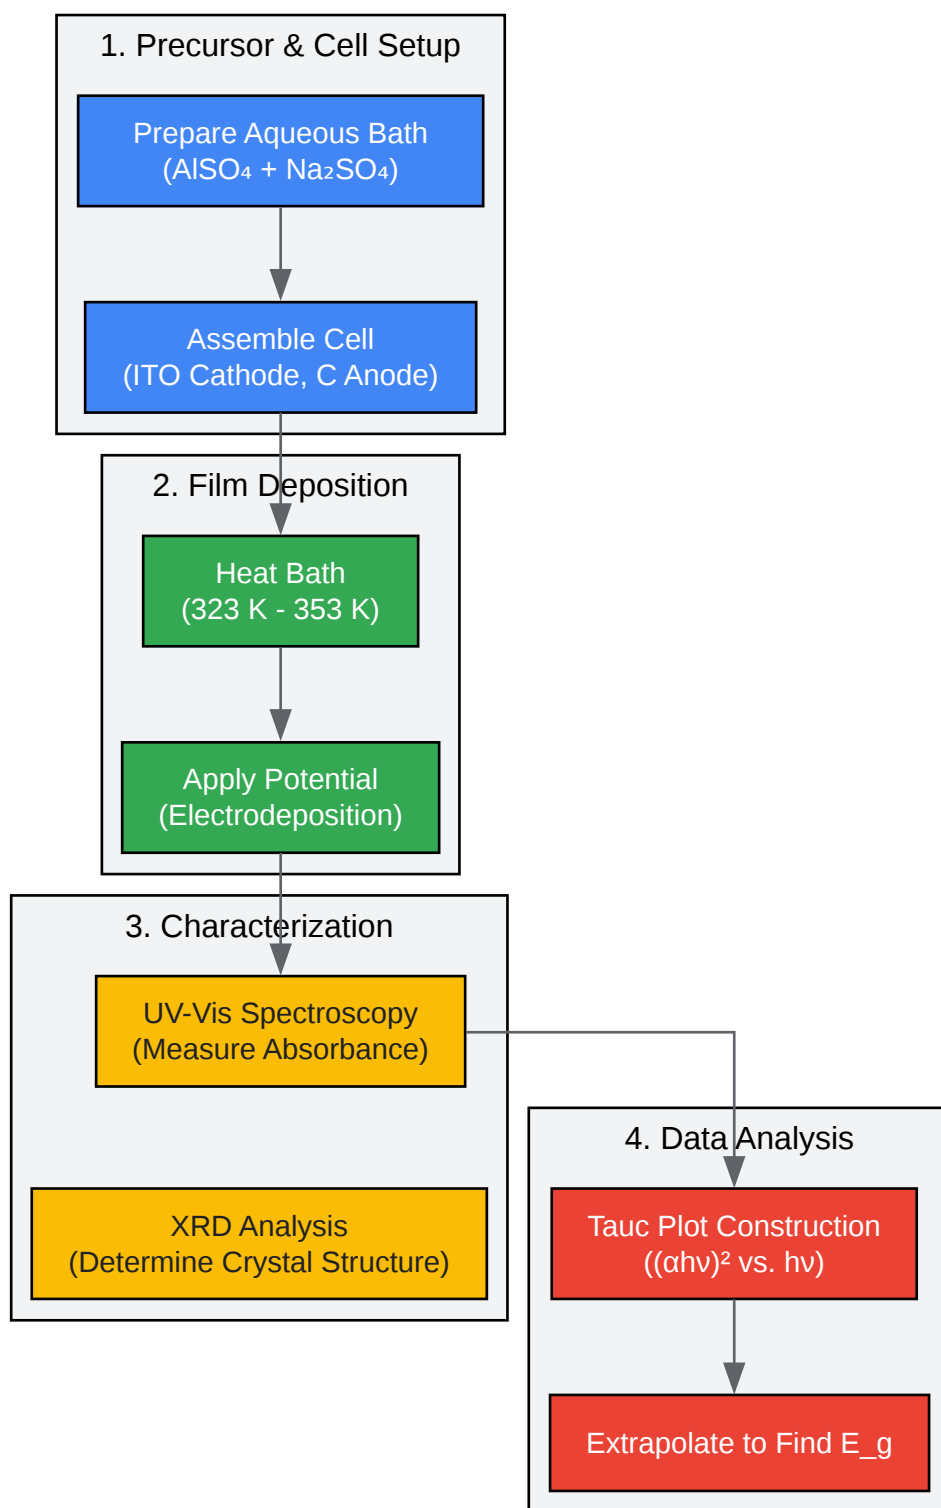 1. Precursor & Cell Setup
Prepare Aqueous Bath
(AlSO₄ + Na₂SO₄)
Assemble Cell
(ITO Cathode, C Anode)
2. Film Deposition
Heat Bath
(323 K - 353 K)
Apply Potential
(Electrodeposition)
3. Characterization
UV-Vis Spectroscopy
(Measure Absorbance)
XRD Analysis
(Determine Crystal Structure)
4. Data Analysis
Tauc Plot Construction
((αhν)² vs. hν)
Extrapolate to Find E_g